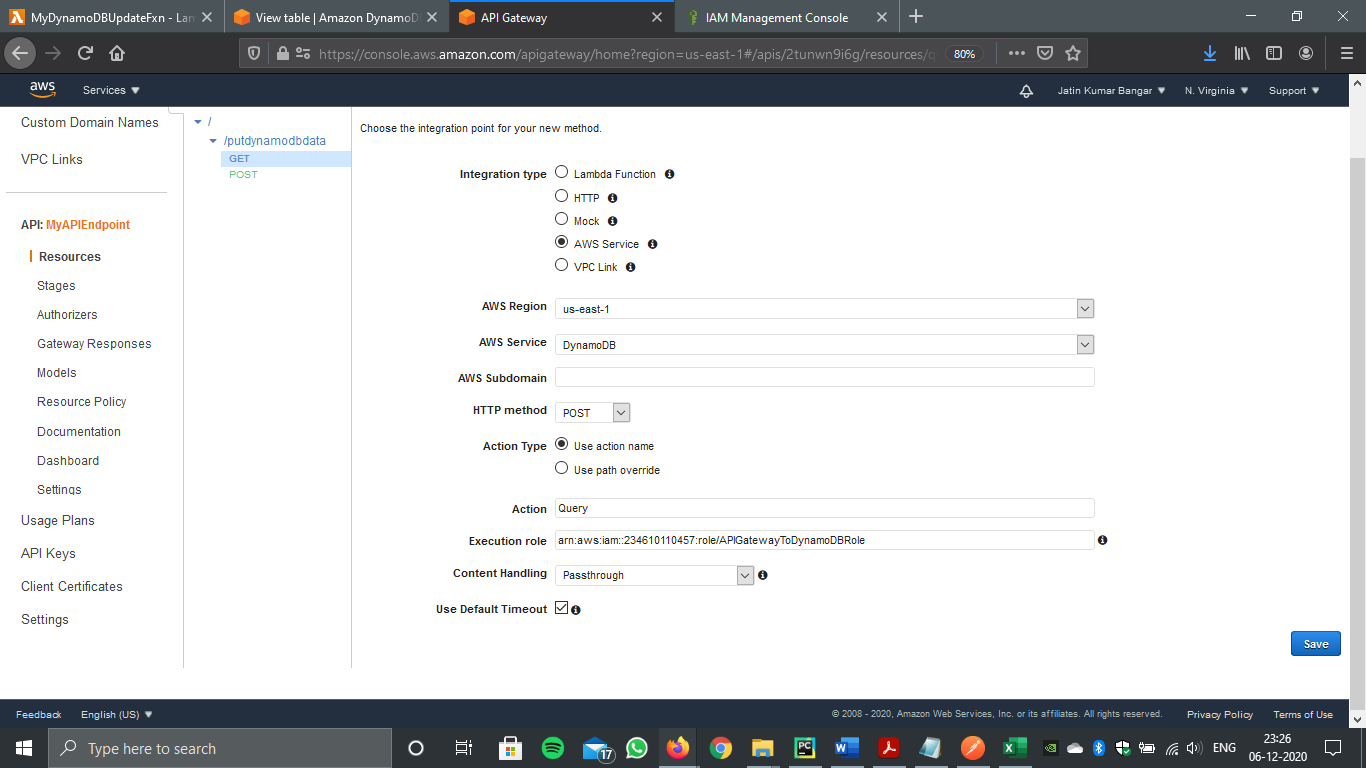 MyDynamoDBUpdateFxn - Lan
View table | Amazon DynamoD
API Gateway
IAM Management Console
https://console.aws.amazon.com/apigateway/home?region=us-east-1#/apis/2tunwn9i6g/resources/
80%
aws
Services
Jatin Kumar Bangar
N. Virginia
Support
Custom Domain Names
VPC Links
API: MyAPIEndpoint
Resources
Stages
Authorizers
Gateway Responses
Models
Resource Policy
Documentation
Dashboard
Settings
Usage Plans
API Keys
Client Certificates
Settings
/
/putdynamodbdata
GET
POST
Choose the integration point for your new method.
Integration type
Lambda Function
HTTP
Mock
AWS Service
VPC Link
AWS Region us-east-1
AWS Service DynamoDB
AWS Subdomain
HTTP method POST
Action Type Use action name
Use path override
Action Query
Execution role arn:aws:iam::234610110457:role/APIGatewayToDynamoDBRole
Content Handling Passthrough
Use Default Timeout
Save
Feedback
English (US)
© 2008 - 2020, Amazon Web Services, Inc. or its affiliates. All rights reserved.
Privacy Policy
Terms of Use
Type here to search
17
ENG
23:26
06-12-2020